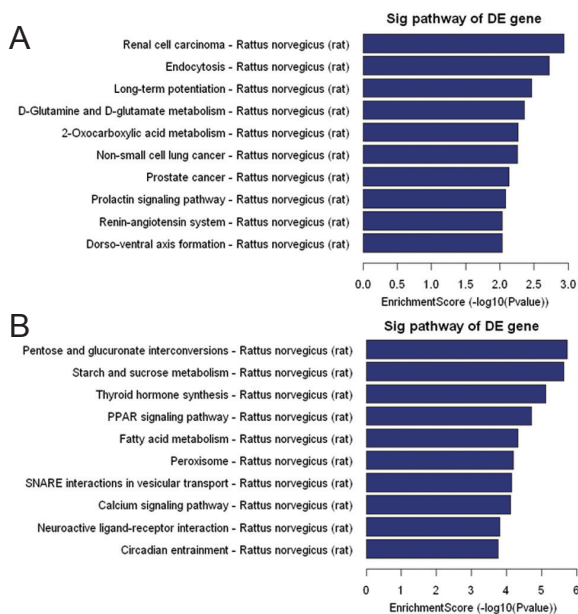 A
Sig pathway of DE gene
Renal cell carcinoma - Rattus norvegicus (rat)
Endocytosis - Rattus norvegicus (rat)
Long-term potentiation - Rattus norvegicus (rat)
D-Glutamine and D-glutamate metabolism - Rattus norvegicus (rat)
2-Oxocarboxylic acid metabolism - Rattus norvegicus (rat)
Non-small cell lung cancer - Rattus norvegicus (rat)
Prostate cancer - Rattus norvegicus (rat)
Prolactin signaling pathway - Rattus norvegicus (rat)
Renin-angiotensin system - Rattus norvegicus (rat)
Dorso-ventral axis formation - Rattus norvegicus (rat)
0.0 0.5 1.0 1.5 2.0 2.5 3.0
EnrichmentScore (-log10(Pvalue))
B
Sig pathway of DE gene
Pentose and glucuronate interconversions - Rattus norvegicus (rat)
Starch and sucrose metabolism - Rattus norvegicus (rat)
Thyroid hormone synthesis - Rattus norvegicus (rat)
PPAR signaling pathway - Rattus norvegicus (rat)
Fatty acid metabolism - Rattus norvegicus (rat)
Peroxisome - Rattus norvegicus (rat)
SNARE interactions in vesicular transport - Rattus norvegicus (rat)
Calcium signaling pathway - Rattus norvegicus (rat)
Neuroactive ligand-receptor interaction - Rattus norvegicus (rat)
Circadian entrainment - Rattus norvegicus (rat)
0 1 2 3 4 5 6
EnrichmentScore (-log10(Pvalue))